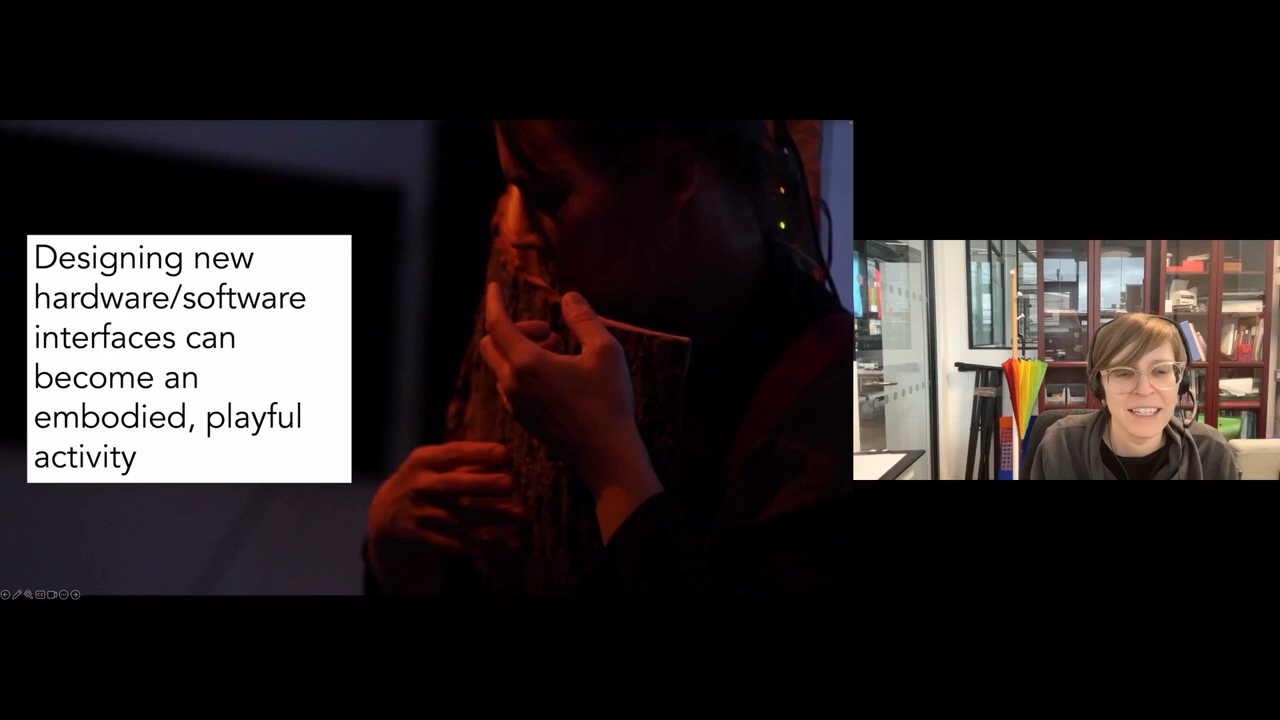 Designing new
hardware/software
interfaces can
become an
embodied, playful
activity